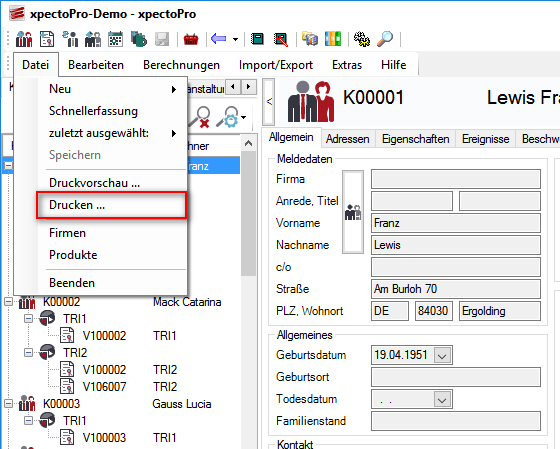 xpectoPro-Demo - xpectoPro
Datei Bearbeiten Berechnungen Import/Export Extras Hilfe
Neu
Schnellerfassung
zuletzt ausgewählt:
Speichern
Druckvorschau ...
Drucken ...
Firmen
Produkte
Beenden
K00002 Mack Catarina
TRI1
V100002 TRI1
TRI2
V100002 TRI2
V106007 TRI2
K00003 Gauss Lucia
TRI1
V100003 TRI1
K00001 Lewis Fra
Allgemein Adressen Eigenschaften Ereignisse Beschw
Meldedaten
Firma
Anrede, Titel
Vorname Franz
Nachname Lewis
c/o
Straße Am Burloh 70
PLZ, Wohnort DE 84030 Ergolding
Allgemeines
Geburtsdatum 19.04.1951
Geburtsort
Todesdatum . .
Familienstand
Kontakt